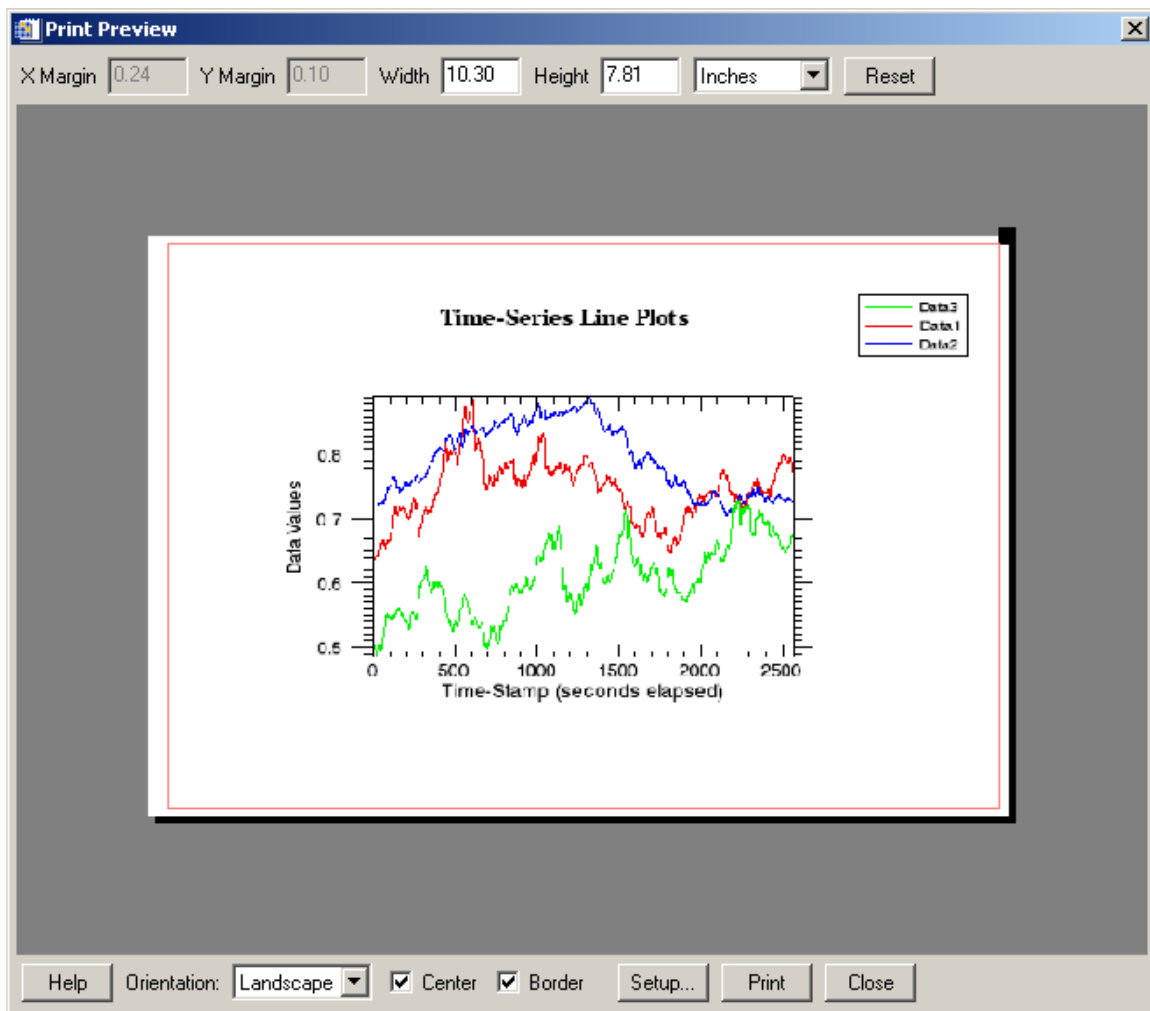 Print Preview
X Margin 0.24 Y Margin 0.10 Width 10.30 Height 7.81 Inches Reset
Time-Series Line Plots
Data3
Data1
Data2
0.8
0.7
0.6
0.5
Data Values
0 500 1000 1500 2000 2500
Time-Stamp (seconds elapsed)
Help Orientation: Landscape Center Border Setup... Print Close